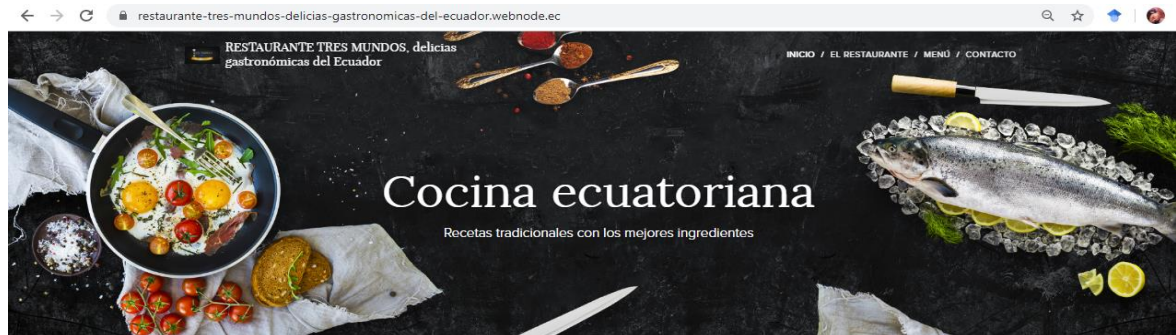 restaurante-tres-mundos-delicias-gastronomicas-del-ecuador.webnode.ec
RESTAURANTE TRES MUNDOS, delicias
gastronómicas del Ecuador
INICIO / EL RESTAURANTE / MENÚ / CONTACTO
Cocina ecuatoriana
Recetas tradicionales con los mejores ingredientes